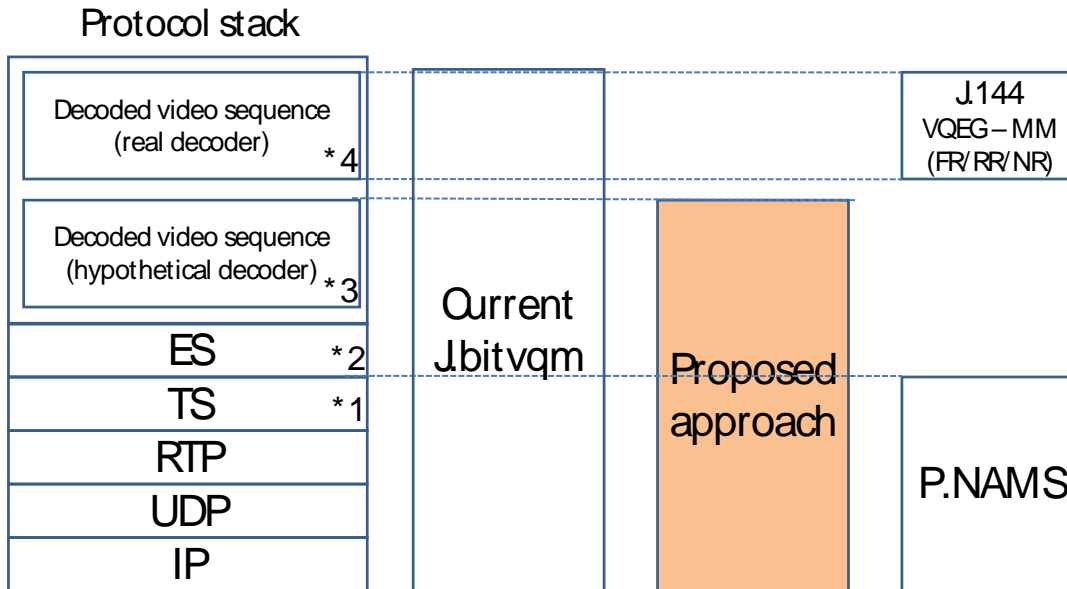 Protocol stack
Decoded video sequence
(real decoder)
*4
J.144
VQEG – MM
(FR/RR/NR)
Decoded video sequence
(hypothetical decoder)
*3
Current
J.bitvqm
ES
*2
Proposed
approach
TS
*1
RTP
P.NAMS
UDP
IP